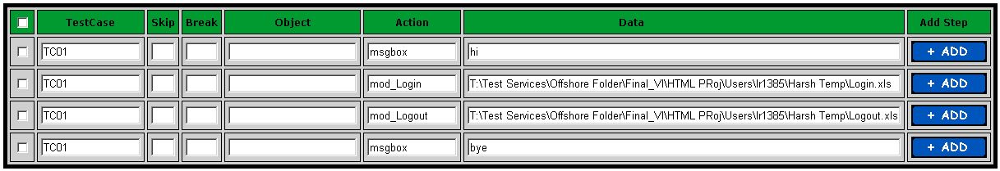 TestCase Skip Break Object Action Data Add Step
TC01 msgbox hi + ADD
TC01 mod_Login T:\Test Services\Offshore Folder\Final_VI\HTML PRoj\Users\lr1385\Harsh Temp\Login.xls + ADD
TC01 mod_Logout T:\Test Services\Offshore Folder\Final_VI\HTML PRoj\Users\lr1385\Harsh Temp\Logout.xls + ADD
TC01 msgbox bye + ADD